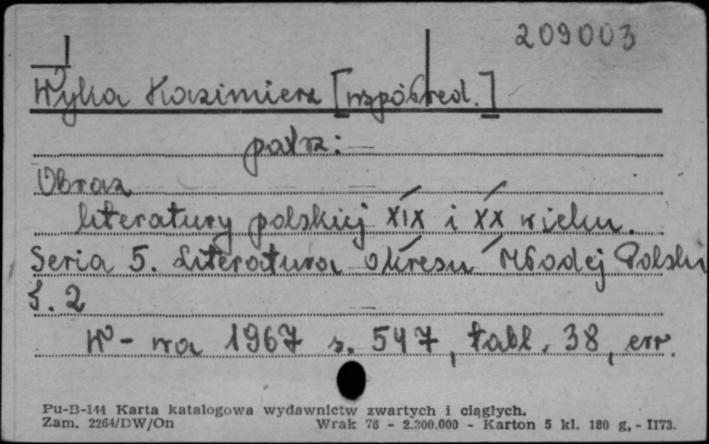 209003
Wyka Kazimierz [współred.]
patrz:
Obraz
literatury polskiej XIX i XX wieku.
Seria 5. Literatura okresu Młodej Polski
T. 2
W-wa 1967 s. 547, tabl. 38, err.
Pu-B-144 Karta katalogowa wydawnictw zwartych i ciągłych.
Zam. 2264/DW/On Wrak 76 - 2.300.000 - Karton 5 kl. 180 g. - II73.